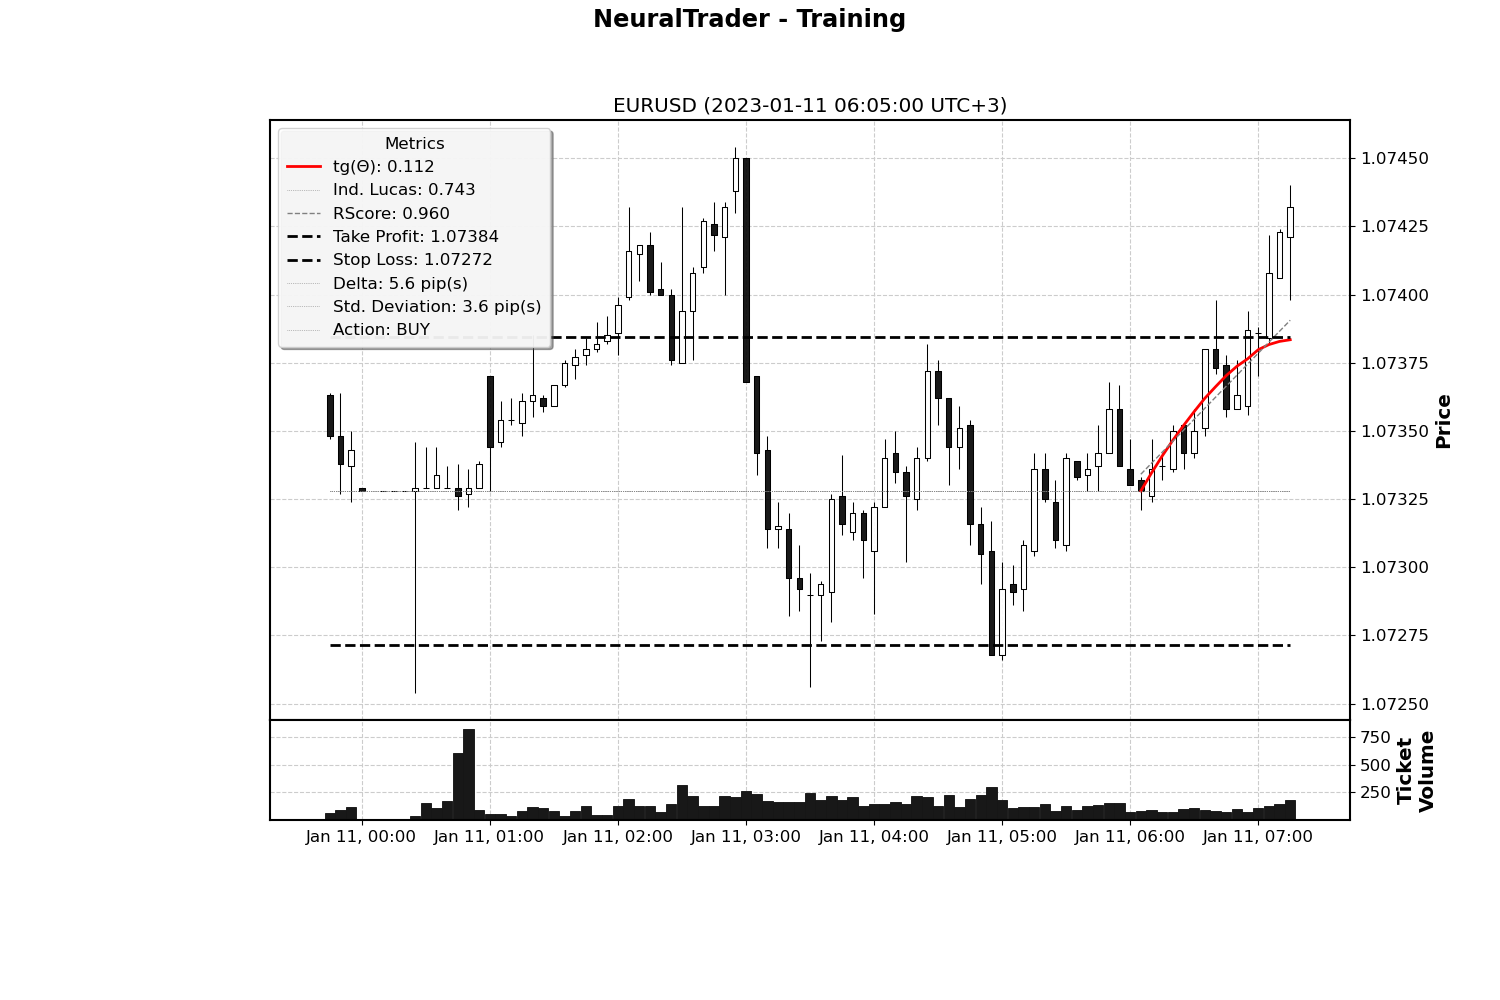 NeuralTrader - Training
EURUSD (2023-01-11 06:05:00 UTC+3)
Metrics
tg(Θ): 0.112
Ind. Lucas: 0.743
RScore: 0.960
Take Profit: 1.07384
Stop Loss: 1.07272
Delta: 5.6 pip(s)
Std. Deviation: 3.6 pip(s)
Action: BUY
1.07450
1.07425
1.07400
1.07375
1.07350
1.07325
1.07300
1.07275
1.07250
Price
750
500
250
Ticket
Volume
Jan 11, 00:00
Jan 11, 01:00
Jan 11, 02:00
Jan 11, 03:00
Jan 11, 04:00
Jan 11, 05:00
Jan 11, 06:00
Jan 11, 07:00